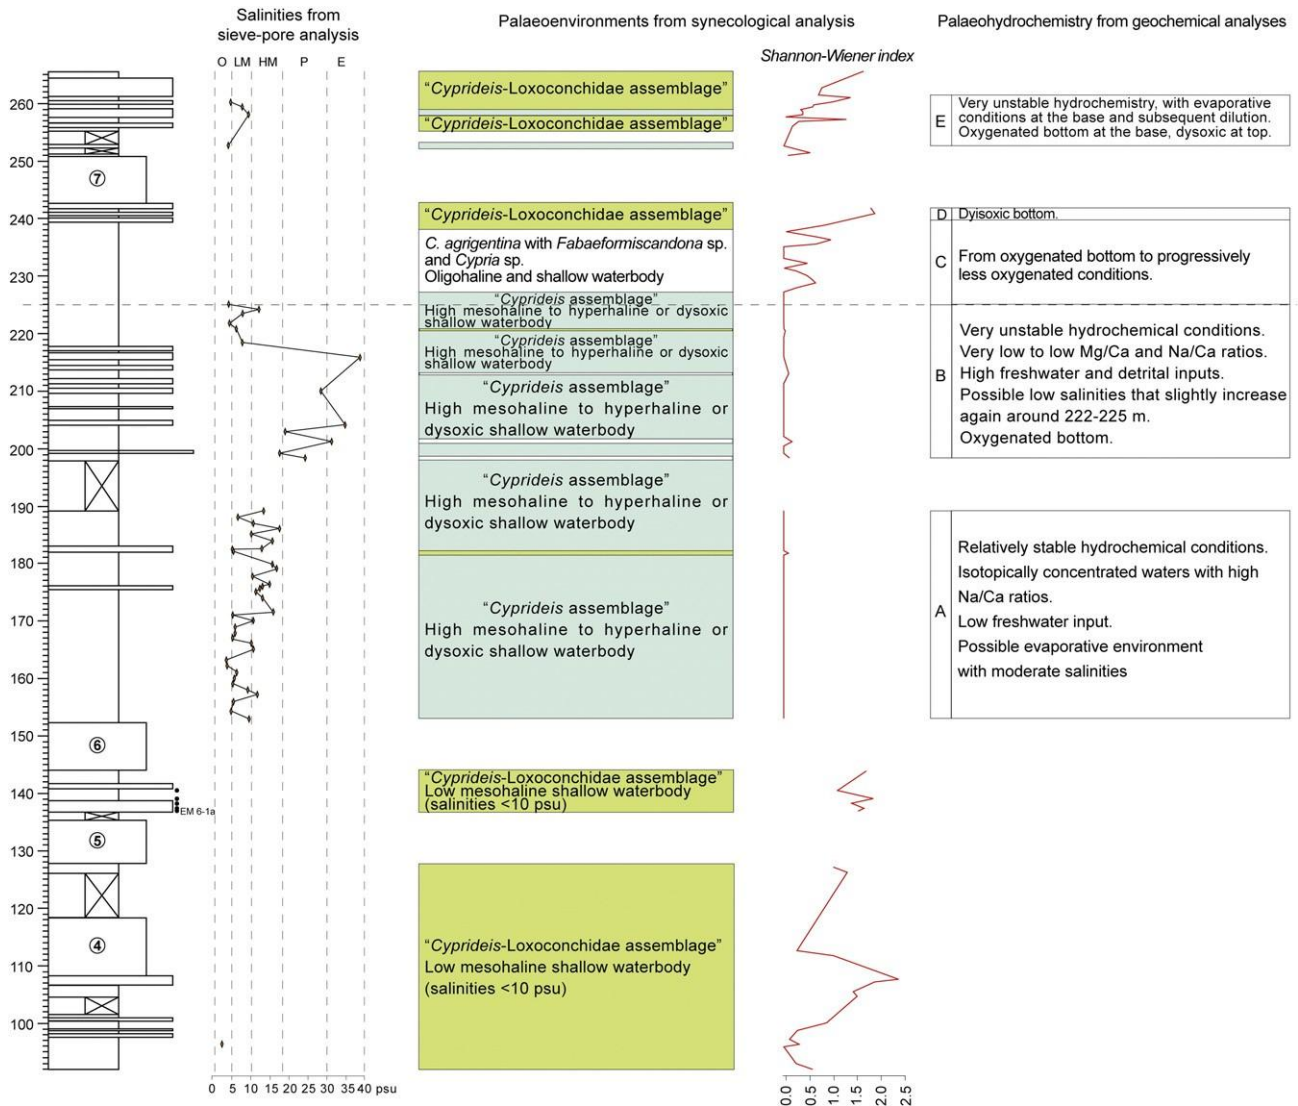 Salinities from
sieve-pore analysis
Palaeoenvironments from synecological analysis
Palaeohydrochemistry from geochemical analyses
O LM HM P E
Shannon-Wiener index
260
250
240
230
220
210
200
190
180
170
160
150
140
130
120
110
100
7
6
5
4
EM 6-1a
0 5 10 15 20 25 30 35 40 psu
"Cyprideis-Loxoconchidae assemblage"
"Cyprideis-Loxoconchidae assemblage"
"Cyprideis-Loxoconchidae assemblage"
C. agrigentina with Fabaeformiscandona sp.
and Cypria sp.
Oligohaline and shallow waterbody
"Cyprideis assemblage"
High mesohaline to hyperhaline or dysoxic
shallow waterbody
"Cyprideis assemblage"
High mesohaline to hyperhaline or dysoxic
shallow waterbody
"Cyprideis assemblage"
High mesohaline to hyperhaline or
dysoxic shallow waterbody
"Cyprideis assemblage"
High mesohaline to hyperhaline or
dysoxic shallow waterbody
"Cyprideis assemblage"
High mesohaline to hyperhaline or
dysoxic shallow waterbody
"Cyprideis-Loxoconchidae assemblage"
Low mesohaline shallow waterbody
(salinities <10 psu)
"Cyprideis-Loxoconchidae assemblage"
Low mesohaline shallow waterbody
(salinities <10 psu)
0.0 0.5 1.0 1.5 2.0 2.5
E
Very unstable hydrochemistry, with evaporative
conditions at the base and subsequent dilution.
Oxygenated bottom at the base, dysoxic at top.
D
Dyisoxic bottom.
C
From oxygenated bottom to progressively
less oxygenated conditions.
B
Very unstable hydrochemical conditions.
Very low to low Mg/Ca and Na/Ca ratios.
High freshwater and detrital inputs.
Possible low salinities that slightly increase
again around 222-225 m.
Oxygenated bottom.
A
Relatively stable hydrochemical conditions.
Isotopically concentrated waters with high
Na/Ca ratios.
Low freshwater input.
Possible evaporative environment
with moderate salinities